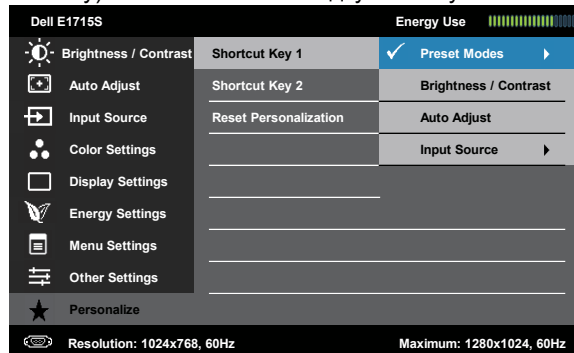 Dell E1715S Energy Use
Brightness / Contrast Shortcut Key 1 Preset Modes
Auto Adjust Shortcut Key 2 Brightness / Contrast
Input Source Reset Personalization Auto Adjust
Color Settings Input Source
Display Settings
Energy Settings
Menu Settings
Other Settings
Personalize
Resolution: 1024x768, 60Hz Maximum: 1280x1024, 60Hz